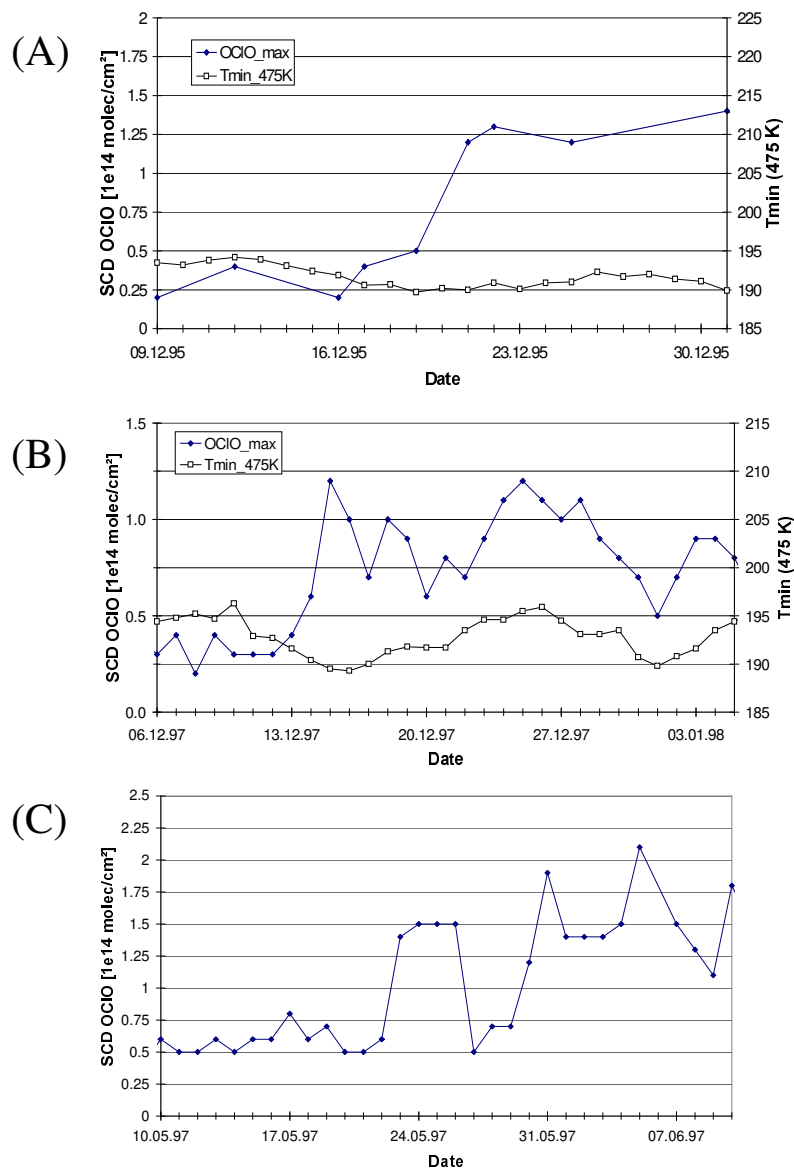 (A)
OClO_max
Tmin_475K
SCD OClO [1e14 molec/cm²]
2
1.75
1.5
1.25
1
0.75
0.5
0.25
0
225
220
215
210
205
200
195
190
185
Tmin (475 K)
09.12.95 16.12.95 23.12.95 30.12.95
Date
(B)
OClO_max
Tmin_475K
SCD OClO [1e14 molec/cm²]
1.5
1.0
0.5
0.0
215
210
205
200
195
190
185
Tmin (475 K)
06.12.97 13.12.97 20.12.97 27.12.97 03.01.98
Date
(C)
SCD OClO [1e14 molec/cm²]
2.5
2.25
2
1.75
1.5
1.25
1
0.75
0.5
0.25
0
10.05.97 17.05.97 24.05.97 31.05.97 07.06.97
Date